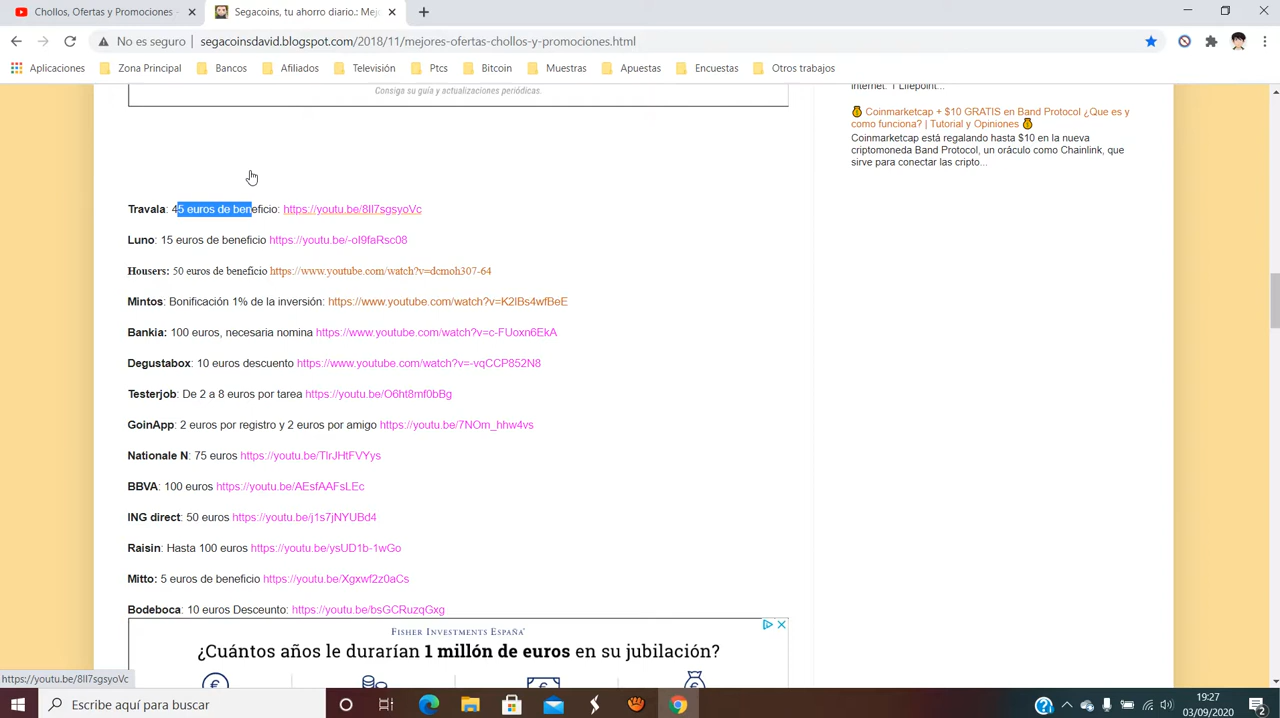 Chollos, Ofertas y Promociones -
Segacoins, tu ahorro diario.: Mej
No es seguro
segacoinsdavid.blogspot.com/2018/11/mejores-ofertas-chollos-y-promociones.html
Aplicaciones
Zona Principal
Bancos
Afiliados
Televisión
Ptcs
Bitcoin
Muestras
Apuestas
Encuestas
Otros trabajos
Consiga su guía y actualizaciones periódicas.
Travala: 45 euros de beneficio: https://youtu.be/8Il7sgsyoVc
Luno: 15 euros de beneficio https://youtu.be/-oI9faRsc08
Housers: 50 euros de beneficio https://www.youtube.com/watch?v=dcmoh307-64
Mintos: Bonificación 1% de la inversión: https://www.youtube.com/watch?v=K2IBs4wfBeE
Bankia: 100 euros, necesaria nomina https://www.youtube.com/watch?v=c-FUoxn6EkA
Degustabox: 10 euros descuento https://www.youtube.com/watch?v=-vqCCP852N8
Testerjob: De 2 a 8 euros por tarea https://youtu.be/O6ht8mf0bBg
GoinApp: 2 euros por registro y 2 euros por amigo https://youtu.be/7NOm_hhw4vs
Nationale N: 75 euros https://youtu.be/TlrJHtFVYys
BBVA: 100 euros https://youtu.be/AEsfAAFsLEc
ING direct: 50 euros https://youtu.be/j1s7jNYUBd4
Raisin: Hasta 100 euros https://youtu.be/ysUD1b-1wGo
Mitto: 5 euros de beneficio https://youtu.be/Xgxwf2z0aCs
Bodeboca: 10 euros Desceunto: https://youtu.be/bsGCRuzqGxg
Fisher Investments España
¿Cuántos años le durarían 1 millón de euros en su jubilación?
internet. 1 Lifepoint...
Coinmarketcap + $10 GRATIS en Band Protocol ¿Que es y
como funciona? | Tutorial y Opiniones
Coinmarketcap está regalando hasta $10 en la nueva
criptomoneda Band Protocol, un oráculo como Chainlink, que
sirve para conectar las cripto...
https://youtu.be/8Il7sgsyoVc
Escribe aquí para buscar
19:27
03/09/2020
2